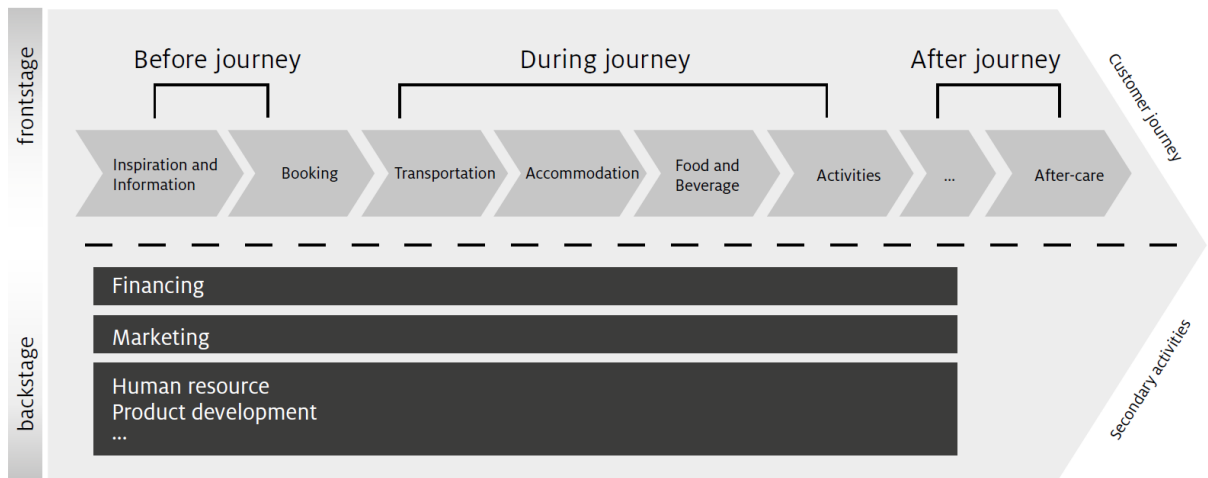 frontstage
Before journey
During journey
After journey
Customer journey
Inspiration and
Information
Booking
Transportation
Accommodation
Food and
Beverage
Activities
...
After-care
backstage
Financing
Marketing
Human resource
Product development
...
Secondary activities